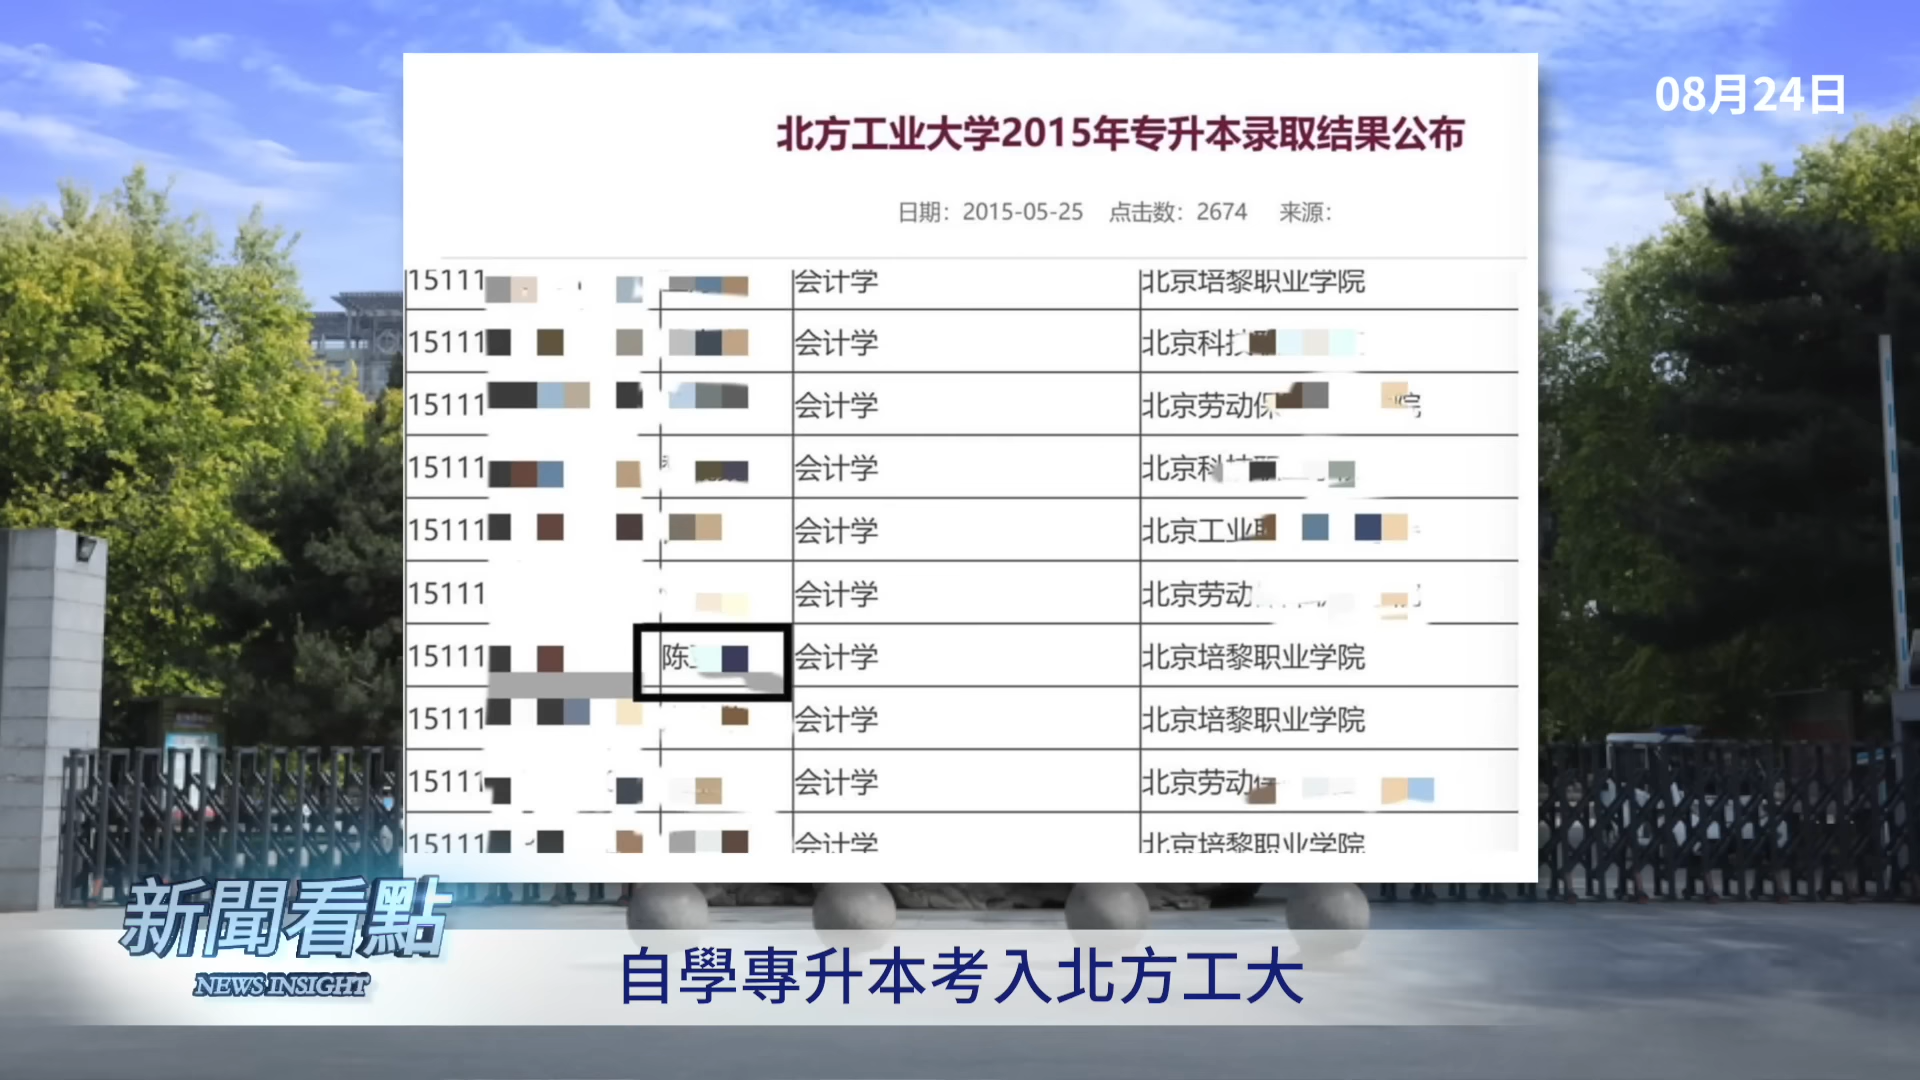 08月24日
北方工业大学2015年专升本录取结果公布
日期：2015-05-25 点击数：2674 来源：
15111 会计学 北京培黎职业学院
15111 会计学 北京科技
15111 会计学 北京劳动保 院
15111 会计学 北京科技职
15111 会计学 北京工业职
15111 会计学 北京劳动
15111 陈 会计学 北京培黎职业学院
15111 会计学 北京培黎职业学院
15111 会计学 北京劳动保
15111 会计学 北京培黎职业学院
新聞看點
NEWS INSIGHT
自學專升本考入北方工大